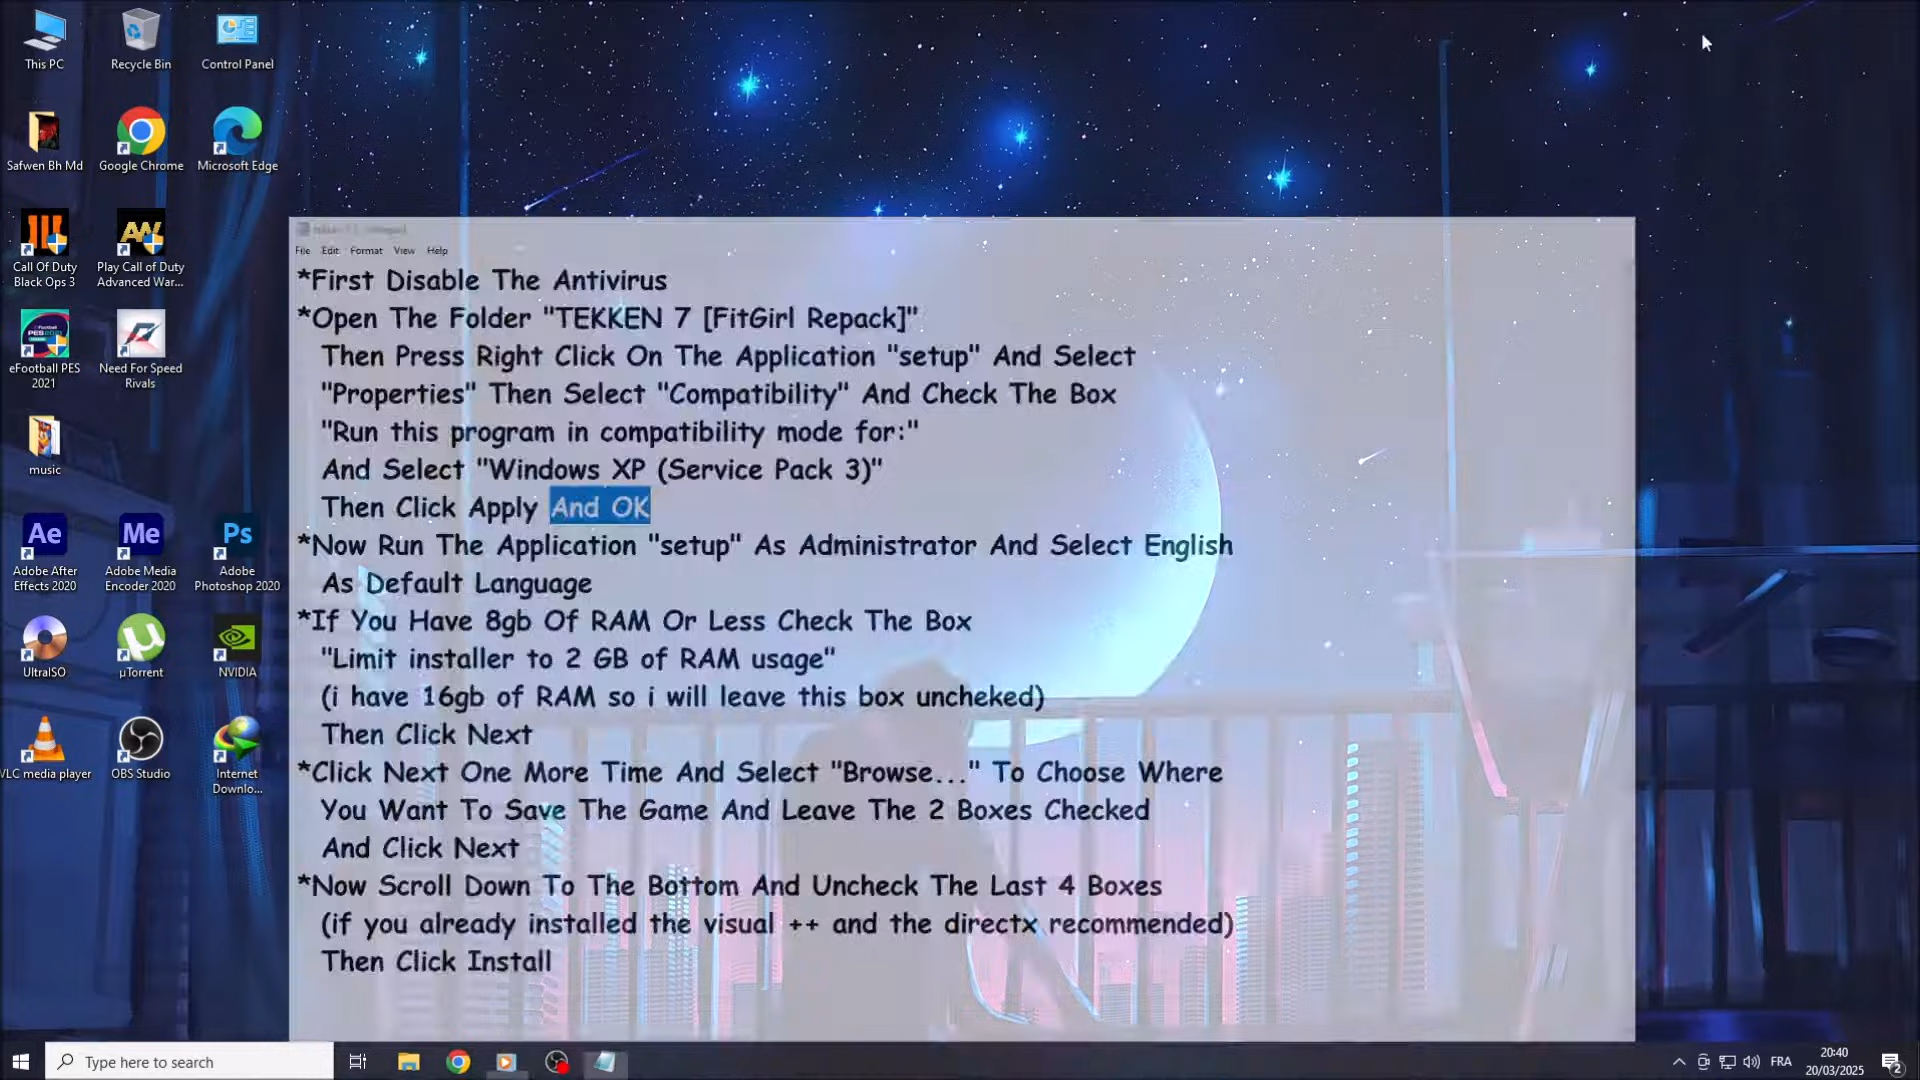 This PC
Recycle Bin
Control Panel
Safwen Bh Md
Google Chrome
Microsoft Edge
Call Of Duty
Black Ops 3
Play Call of Duty
Advanced War...
eFootball PES
2021
Need For Speed
Rivals
music
Ae
Adobe After
Effects 2020
Me
Adobe Media
Encoder 2020
Ps
Adobe
Photoshop 2020
UltraISO
µTorrent
NVIDIA
VLC media player
OBS Studio
Internet
Downlo...
File Edit Format View Help
*First Disable The Antivirus
*Open The Folder "TEKKEN 7 [FitGirl Repack]"
Then Press Right Click On The Application "setup" And Select
"Properties" Then Select "Compatibility" And Check The Box
"Run this program in compatibility mode for:"
And Select "Windows XP (Service Pack 3)"
Then Click Apply And OK
*Now Run The Application "setup" As Administrator And Select English
As Default Language
*If You Have 8gb Of RAM Or Less Check The Box
"Limit installer to 2 GB of RAM usage"
(i have 16gb of RAM so i will leave this box uncheked)
Then Click Next
*Click Next One More Time And Select "Browse..." To Choose Where
You Want To Save The Game And Leave The 2 Boxes Checked
And Click Next
*Now Scroll Down To The Bottom And Uncheck The Last 4 Boxes
(if you already installed the visual ++ and the directx recommended)
Then Click Install
Type here to search
FRA
20:40
20/03/2025
2